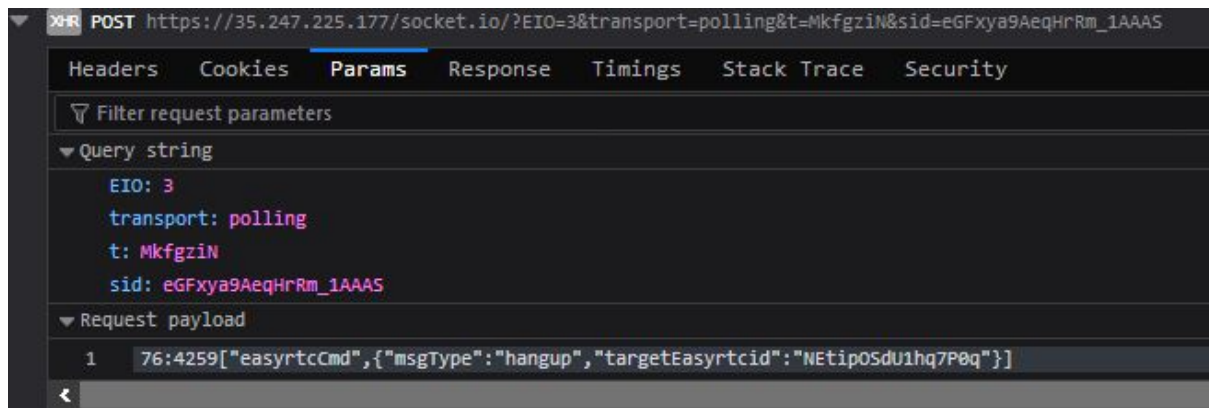 XHR POST https://35.247.225.177/socket.io/?EIO=3&transport=polling&t=MkfgziN&sid=eGFxya9AeqHrRm_1AAAS
Headers Cookies Params Response Timings Stack Trace Security
Filter request parameters
Query string
EIO: 3
transport: polling
t: MkfgziN
sid: eGFxya9AeqHrRm_1AAAS
Request payload
1 76:4259["easyrtcCmd",{"msgType":"hangup","targetEasyrtcid":"NEtipOSdU1hq7P0q"}]